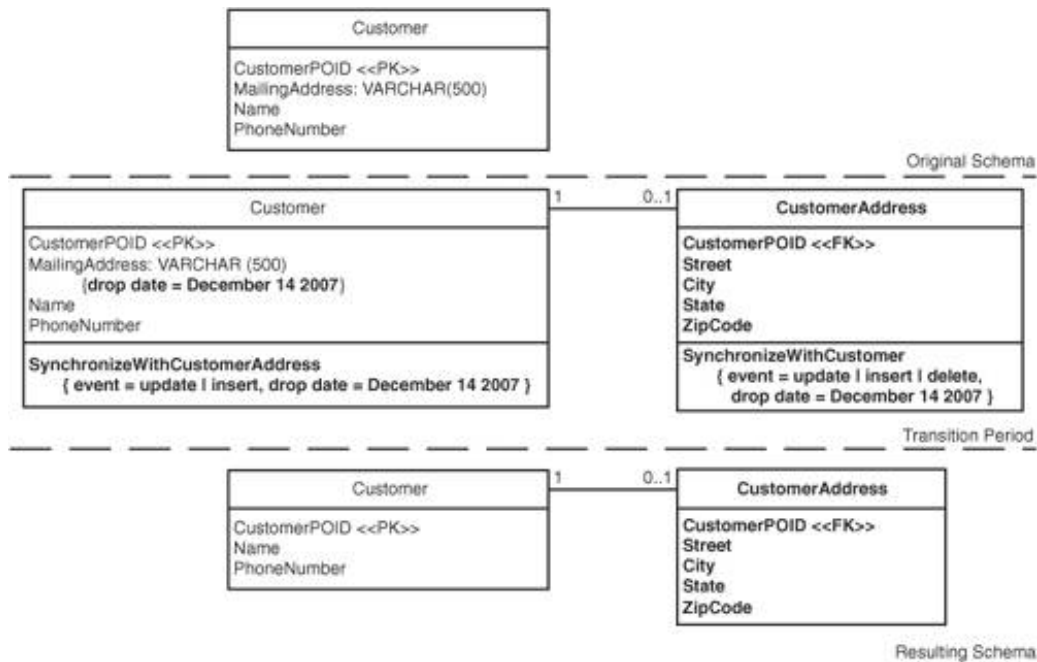 Customer
CustomerPOID <<PK>>
MailingAddress: VARCHAR(500)
Name
PhoneNumber
Original Schema
Customer
CustomerPOID <<PK>>
MailingAddress: VARCHAR (500)
{drop date = December 14 2007}
Name
PhoneNumber
SynchronizeWithCustomerAddress
{ event = update | insert, drop date = December 14 2007 }
1
0..1
CustomerAddress
CustomerPOID <<FK>>
Street
City
State
ZipCode
SynchronizeWithCustomer
{ event = update | insert | delete,
drop date = December 14 2007 }
Transition Period
Customer
CustomerPOID <<PK>>
Name
PhoneNumber
1
0..1
CustomerAddress
CustomerPOID <<FK>>
Street
City
State
ZipCode
Resulting Schema